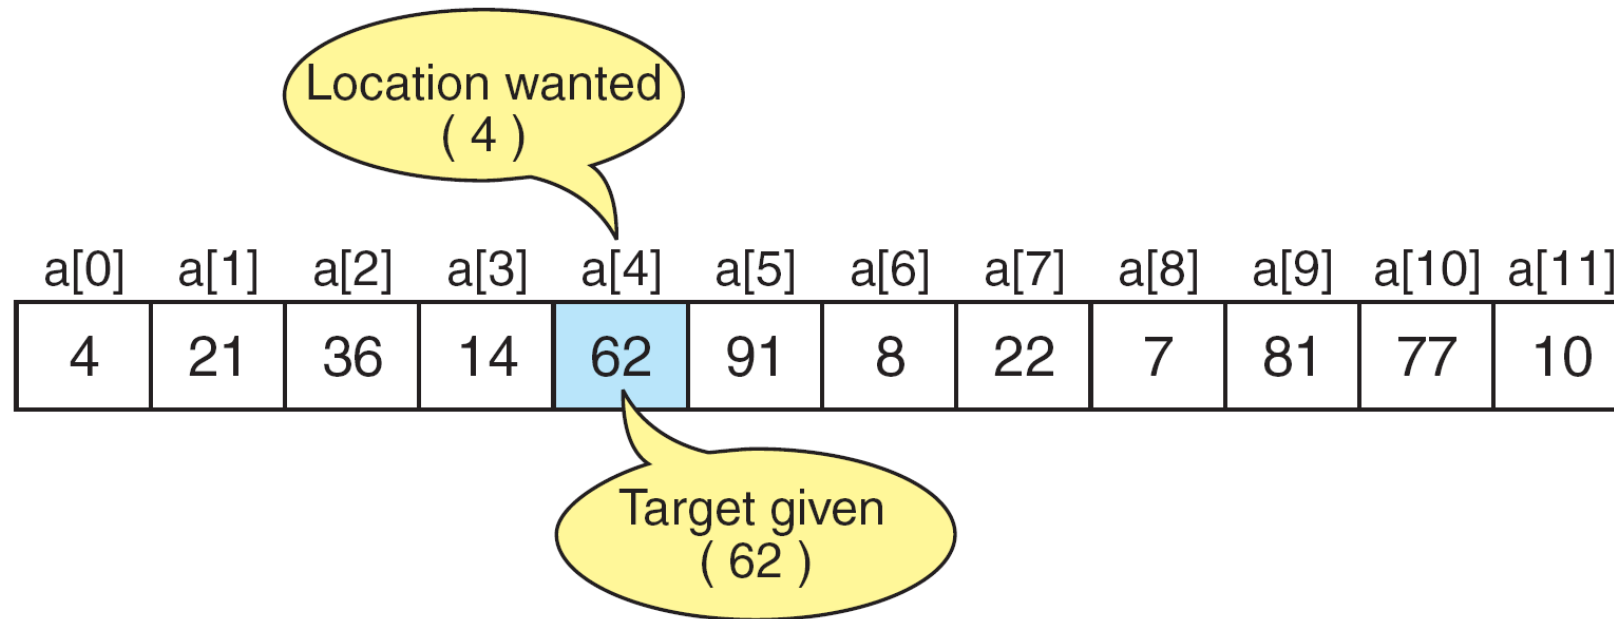 Location wanted
( 4 )
a[0] a[1] a[2] a[3] a[4] a[5] a[6] a[7] a[8] a[9] a[10] a[11]
4 21 36 14 62 91 8 22 7 81 77 10
Target given
( 62 )